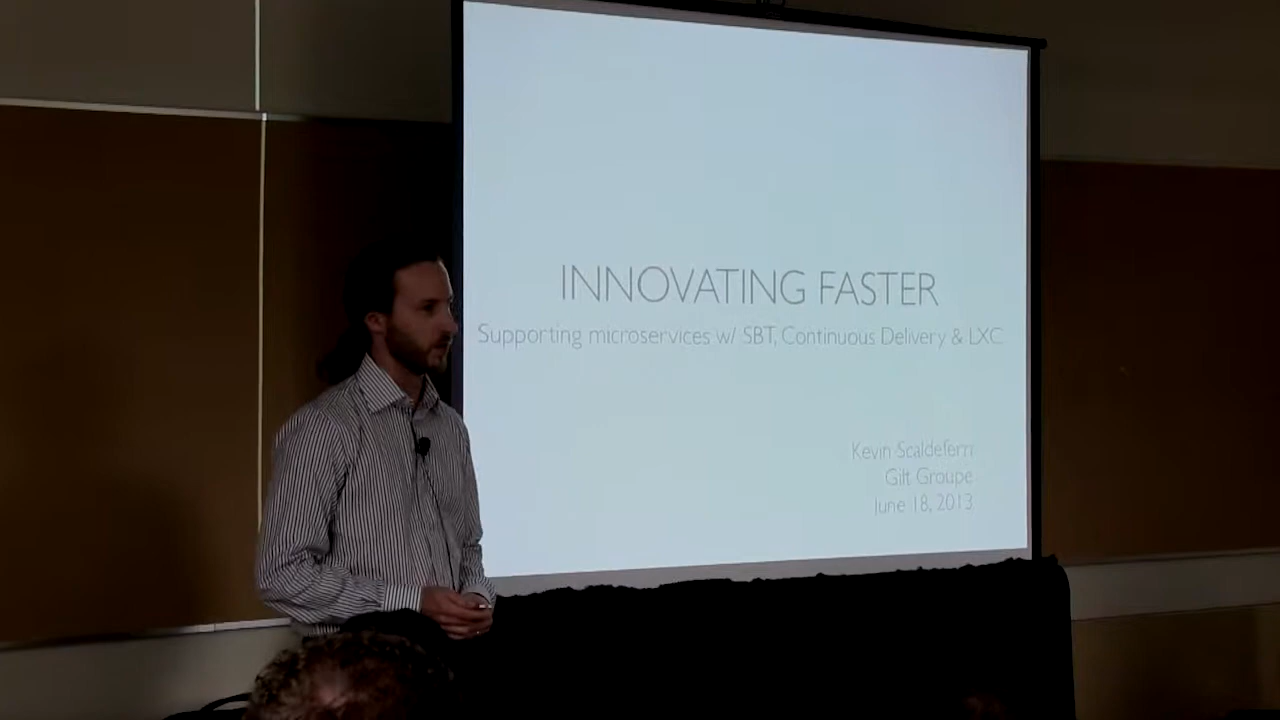 INNOVATING FASTER
Supporting microservices w/ SBT, Continuous Delivery & LXC
Kevin Scaldeferri
Gilt Groupe
June 18, 2013